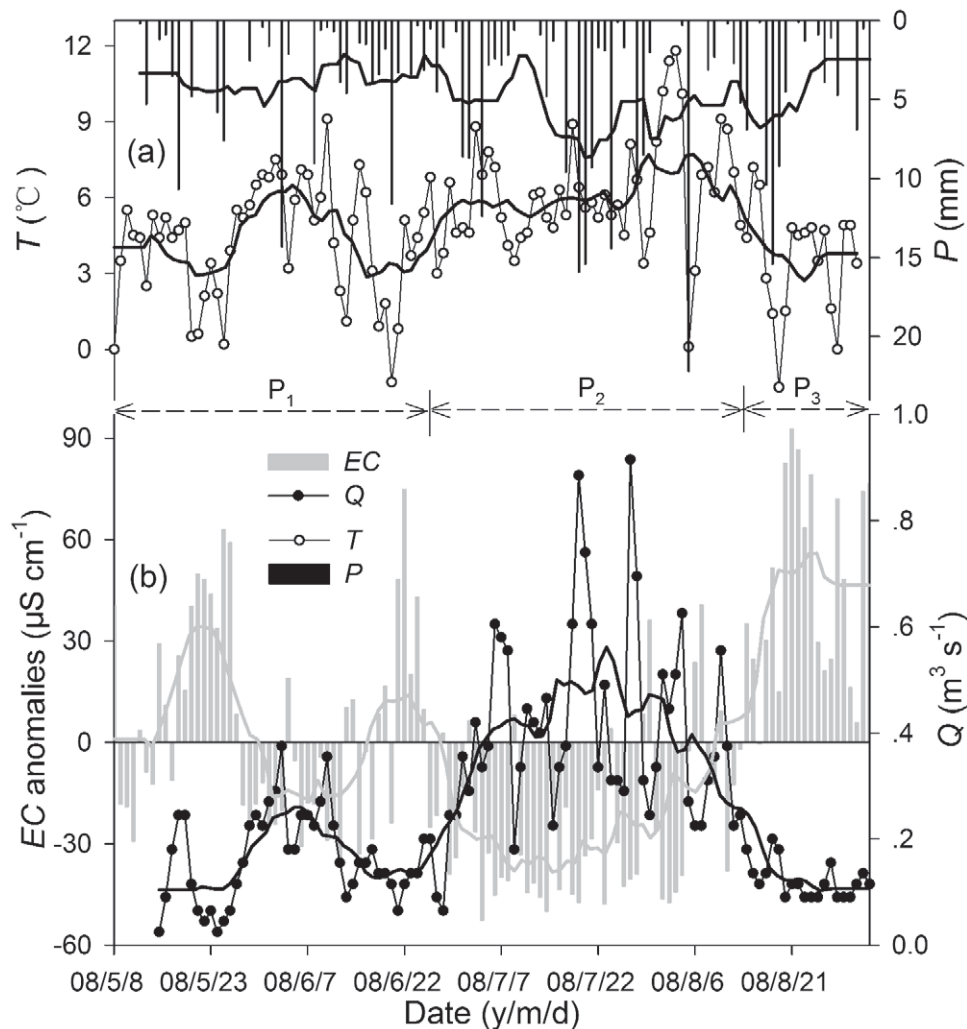 12
9
6
3
0
T (℃)
(a)
0
5
10
15
20
P (mm)
P₁
P₂
P₃
90
60
30
0
-30
-60
EC anomalies (µS cm⁻¹)
(b)
EC
Q
T
P
1.0
.8
.6
.4
.2
0.0
Q (m³ s⁻¹)
08/5/8 08/5/23 08/6/7 08/6/22 08/7/7 08/7/22 08/8/6 08/8/21
Date (y/m/d)